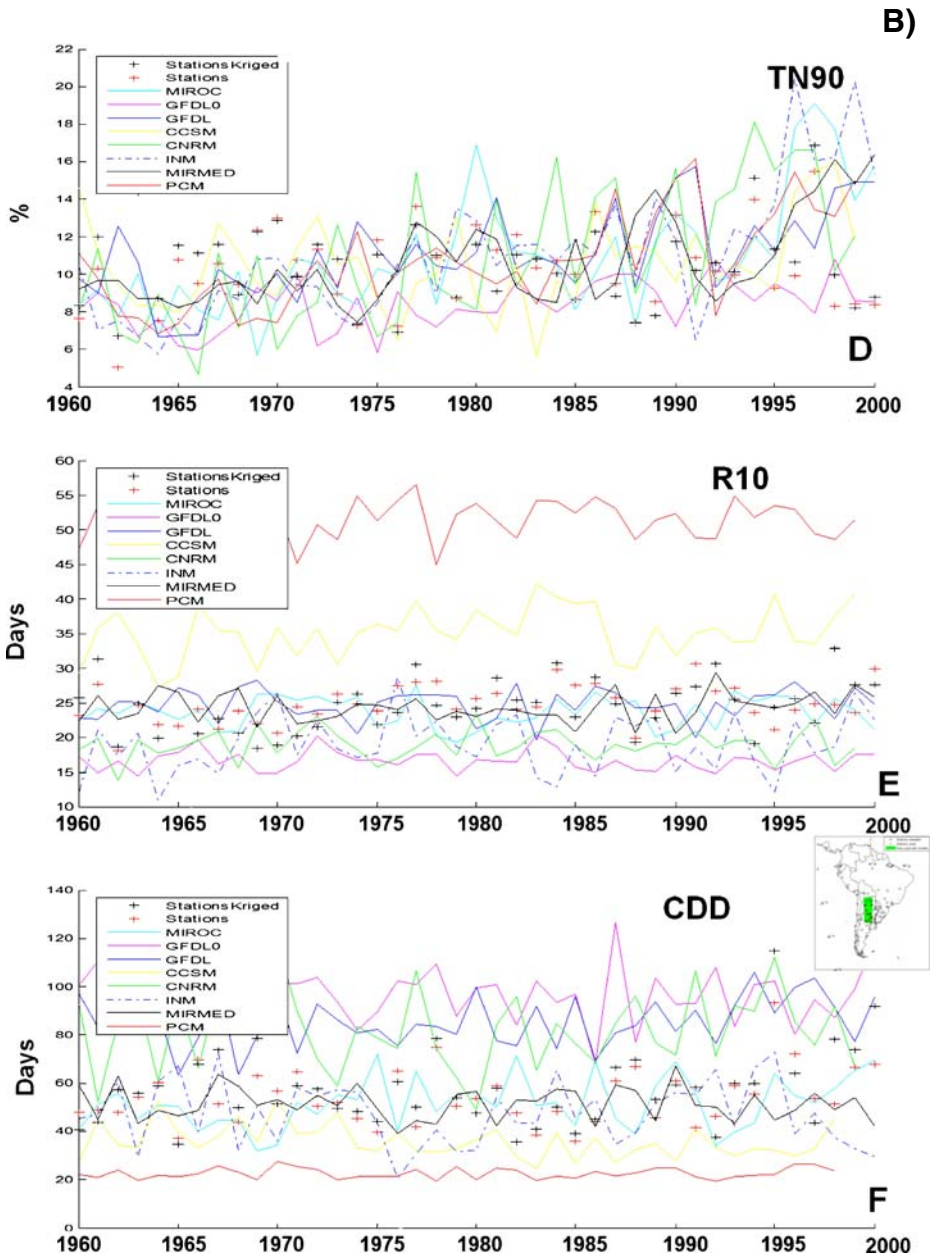 B)
TN90
%
22
20
18
16
14
12
10
8
6
4
Stations Kriged
Stations
MIROC
GFDL0
GFDL
CCSM
CNRM
INM
MIRMED
PCM
D
1960 1965 1970 1975 1980 1985 1990 1995 2000
R10
Days
60
55
50
45
40
35
30
25
20
15
10
Stations Kriged
Stations
MIROC
GFDL0
GFDL
CCSM
CNRM
INM
MIRMED
PCM
E
1960 1965 1970 1975 1980 1985 1990 1995 2000
CDD
Days
140
120
100
80
60
40
20
0
Stations Kriged
Stations
MIROC
GFDL0
GFDL
CCSM
CNRM
INM
MIRMED
PCM
F
1960 1965 1970 1975 1980 1985 1990 1995 2000